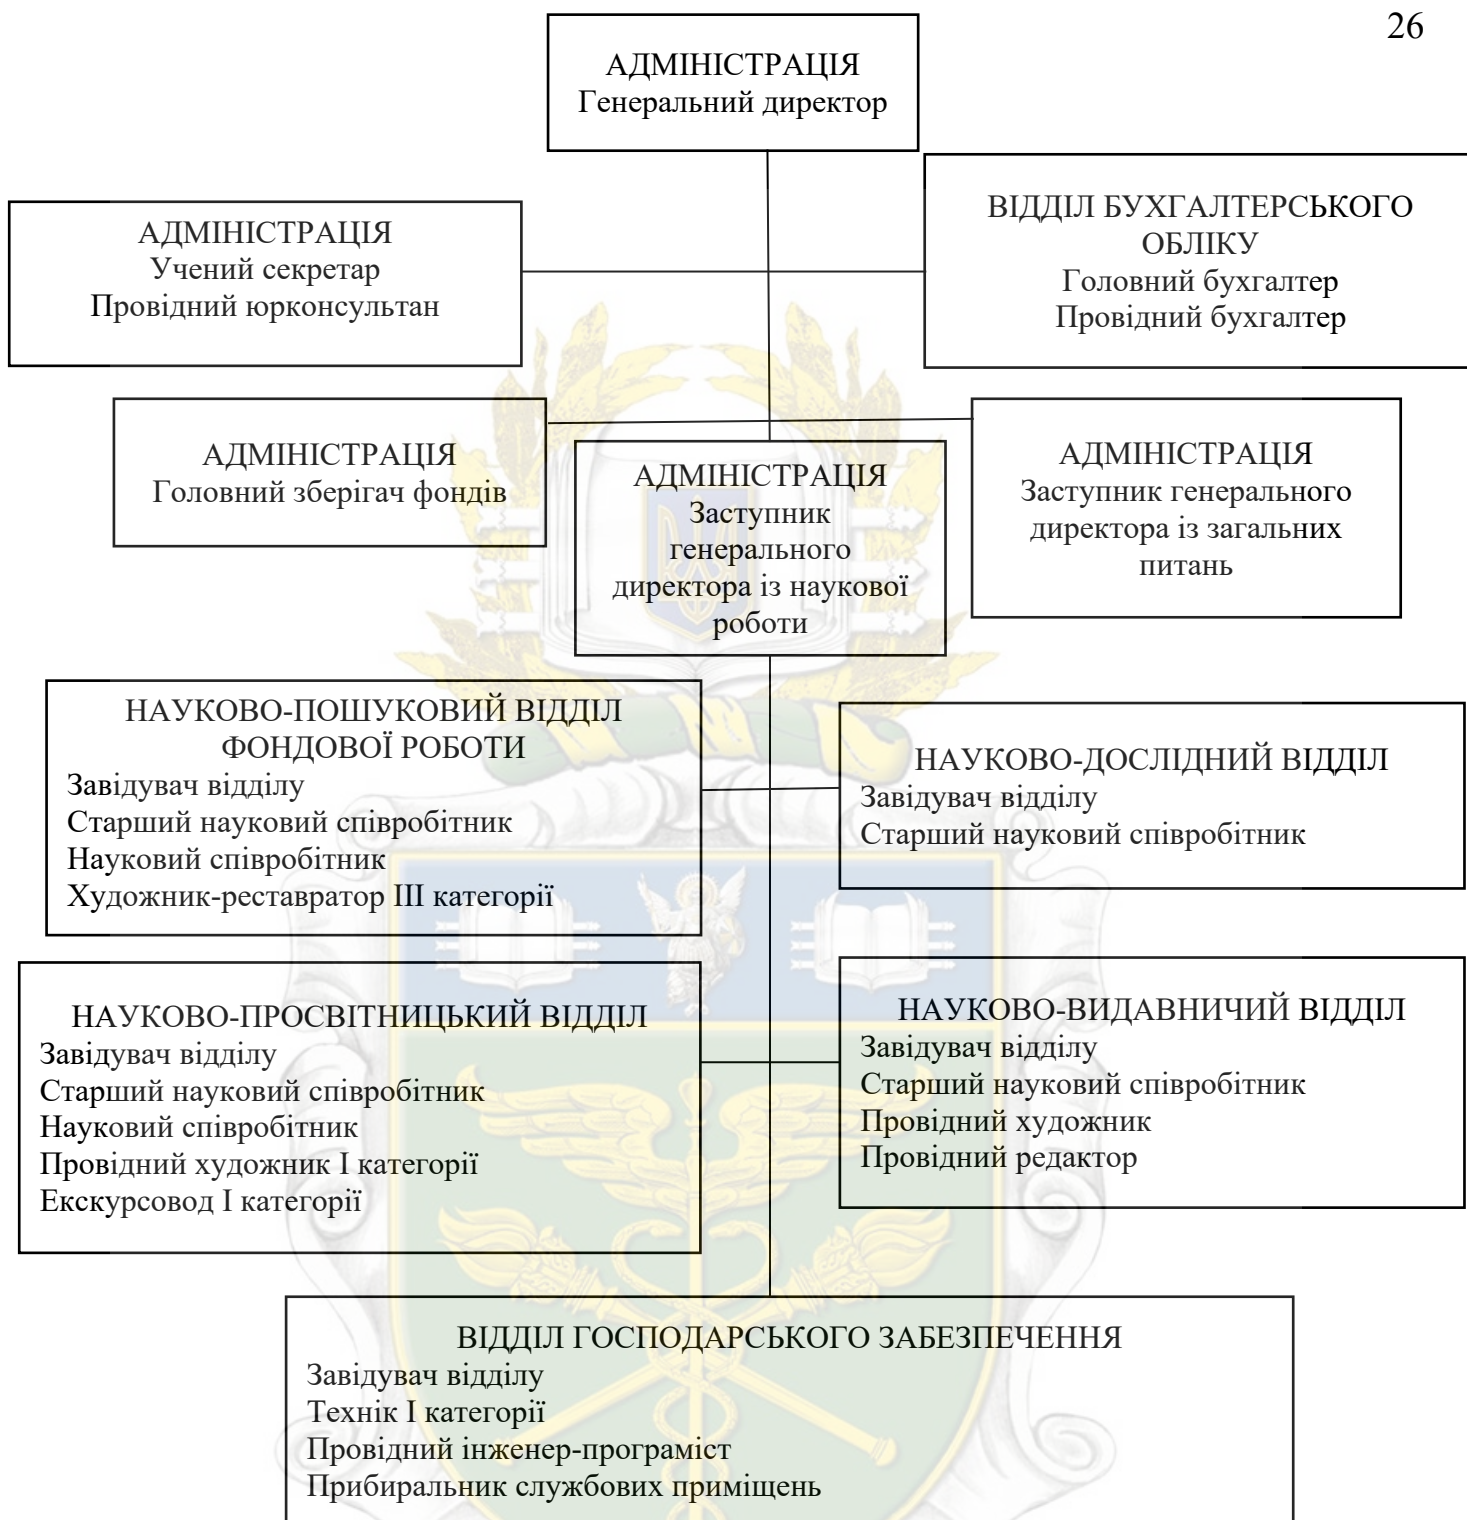 26
АДМІНІСТРАЦІЯ
Генеральний директор
АДМІНІСТРАЦІЯ
Учений секретар
Провідний юрконсультан
ВІДДІЛ БУХГАЛТЕРСЬКОГО
ОБЛІКУ
Головний бухгалтер
Провідний бухгалтер
АДМІНІСТРАЦІЯ
Головний зберігач фондів
АДМІНІСТРАЦІЯ
Заступник
генерального
директора із наукової
роботи
АДМІНІСТРАЦІЯ
Заступник генерального
директора із загальних
питань
НАУКОВО-ПОШУКОВИЙ ВІДДІЛ
ФОНДОВОЇ РОБОТИ
Завідувач відділу
Старший науковий співробітник
Науковий співробітник
Художник-реставратор ІІІ категорії
НАУКОВО-ДОСЛІДНИЙ ВІДДІЛ
Завідувач відділу
Старший науковий співробітник
НАУКОВО-ПРОСВІТНИЦЬКИЙ ВІДДІЛ
Завідувач відділу
Старший науковий співробітник
Науковий співробітник
Провідний художник І категорії
Екскурсовод І категорії
НАУКОВО-ВИДАВНИЧИЙ ВІДДІЛ
Завідувач відділу
Старший науковий співробітник
Провідний художник
Провідний редактор
ВІДДІЛ ГОСПОДАРСЬКОГО ЗАБЕЗПЕЧЕННЯ
Завідувач відділу
Технік І категорії
Провідний інженер-програміст
Прибиральник службових приміщень